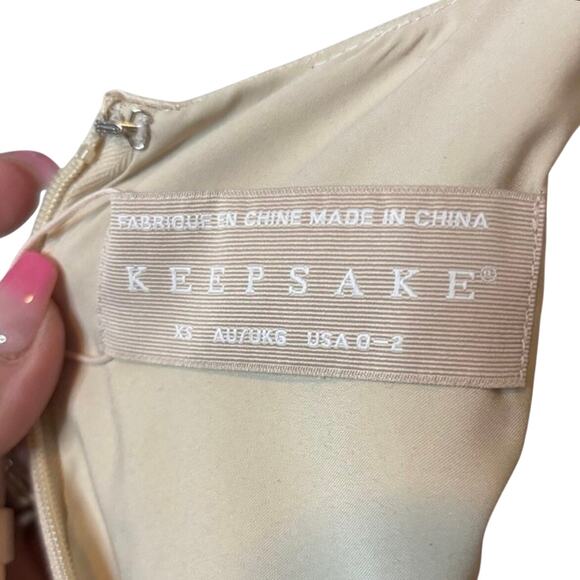 FABRIQUE EN CHINE MADE IN CHINA
KEEPSAKE®
XS AU/UK6 USA 0-2